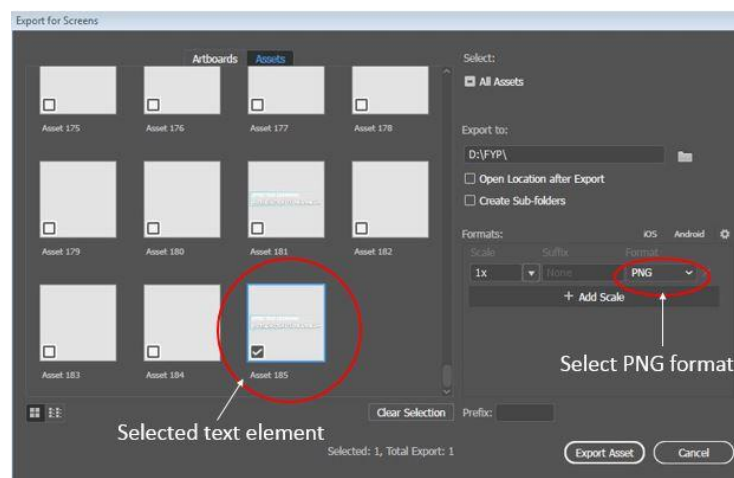 Export for Screens
Artboards Assets
Asset 175 Asset 176 Asset 177 Asset 178
Asset 179 Asset 180 Asset 181 Asset 182
Asset 183 Asset 184 Asset 185
Clear Selection
Selected: 1, Total Export: 1
Selected text element
Select:
All Assets
Export to:
D:\FYP\
Open Location after Export
Create Sub-folders
Formats: iOS Android
Scale Suffix Format
1x None PNG
+ Add Scale
Select PNG format
Prefix:
Export Asset Cancel